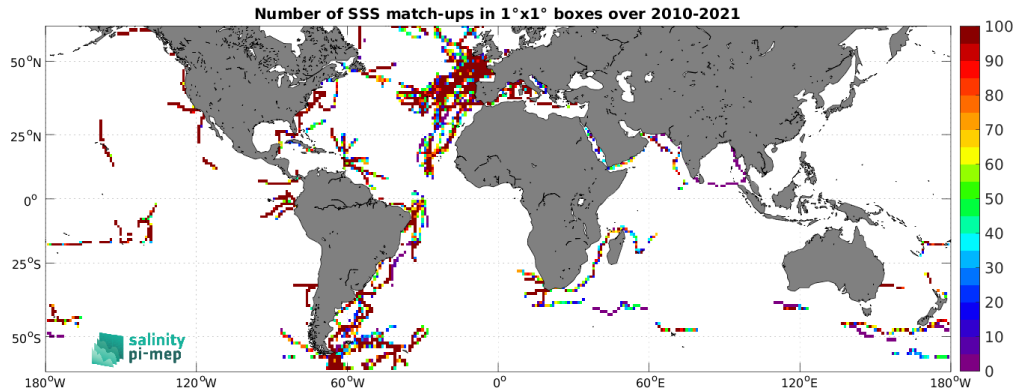 Number of SSS match-ups in 1°x1° boxes over 2010-2021
50°N
25°N
0°
25°S
50°S
180°W
120°W
60°W
0°
60°E
120°E
180°W
100
90
80
70
60
50
40
30
20
10
0
salinity
pi-mep